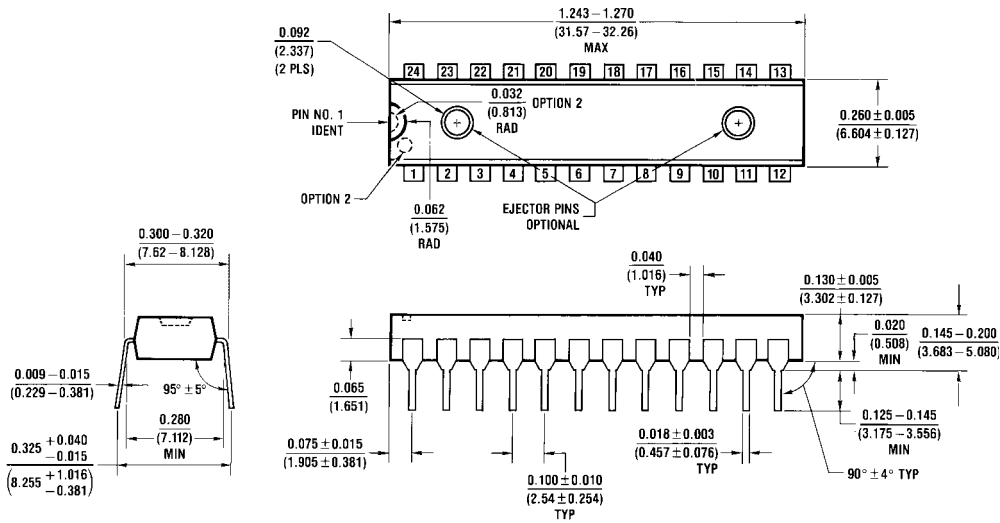 1.243 – 1.270
(31.57 – 32.26)
MAX
0.092
(2.337)
(2 PLS)
24 23 22 21 20 19 18 17 16 15 14 13
0.032
(0.813)
RAD
OPTION 2
PIN NO. 1
IDENT
0.260 ± 0.005
(6.604 ± 0.127)
1 2 3 4 5 6 7 8 9 10 11 12
OPTION 2
0.062
(1.575)
RAD
EJECTOR PINS
OPTIONAL
0.300 – 0.320
(7.62 – 8.128)
0.040
(1.016)
TYP
0.130 ± 0.005
(3.302 ± 0.127)
0.020
(0.508)
MIN
0.145 – 0.200
(3.683 – 5.080)
0.009 – 0.015
(0.229 – 0.381)
95° ± 5°
0.065
(1.651)
0.280
(7.112)
MIN
0.125 – 0.145
(3.175 – 3.556)
MIN
0.325 +0.040
–0.015
(8.255 +1.016
–0.381)
0.075 ± 0.015
(1.905 ± 0.381)
0.018 ± 0.003
(0.457 ± 0.076)
TYP
90° ± 4° TYP
0.100 ± 0.010
(2.54 ± 0.254)
TYP